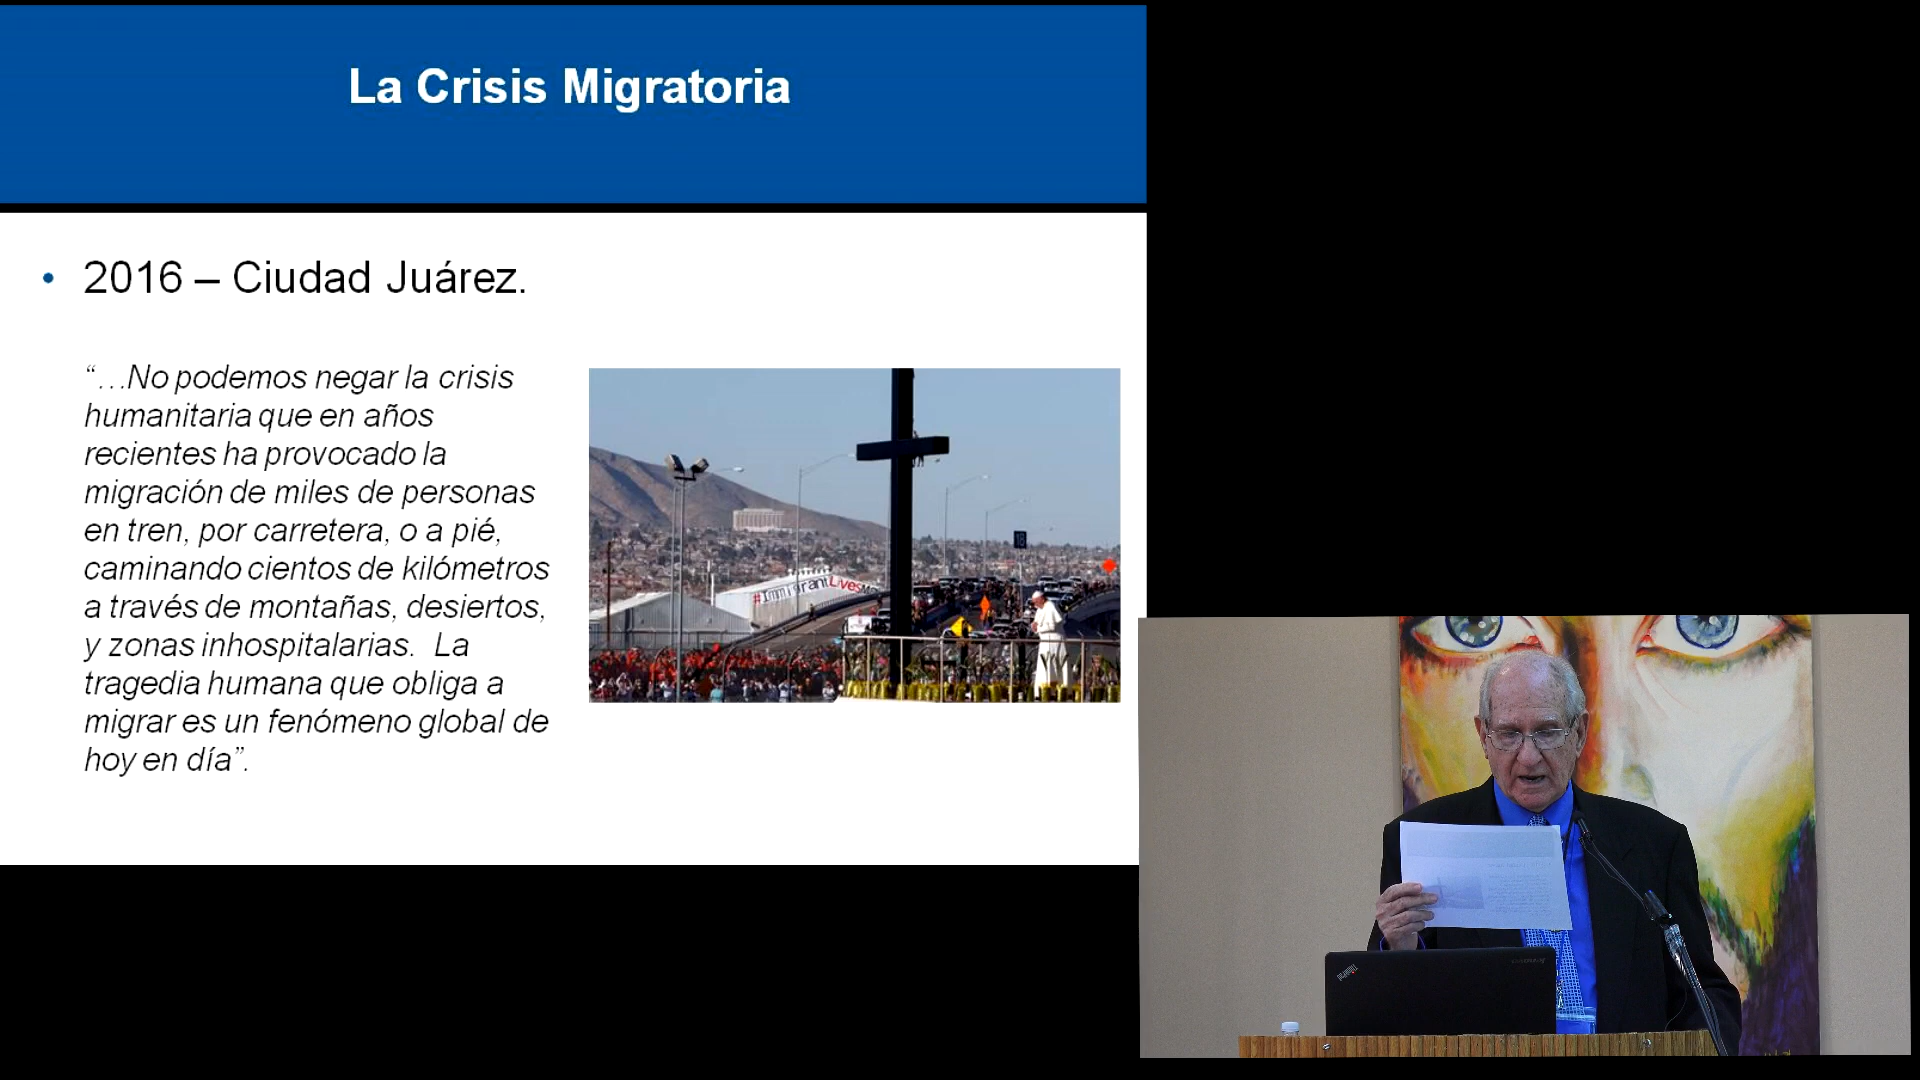 La Crisis Migratoria
• 2016 – Ciudad Juárez.
“…No podemos negar la crisis
humanitaria que en años
recientes ha provocado la
migración de miles de personas
en tren, por carretera, o a pié,
caminando cientos de kilómetros
a través de montañas, desiertos,
y zonas inhospitalarias. La
tragedia humana que obliga a
migrar es un fenómeno global de
hoy en día”.
#ImmigrantLives
18